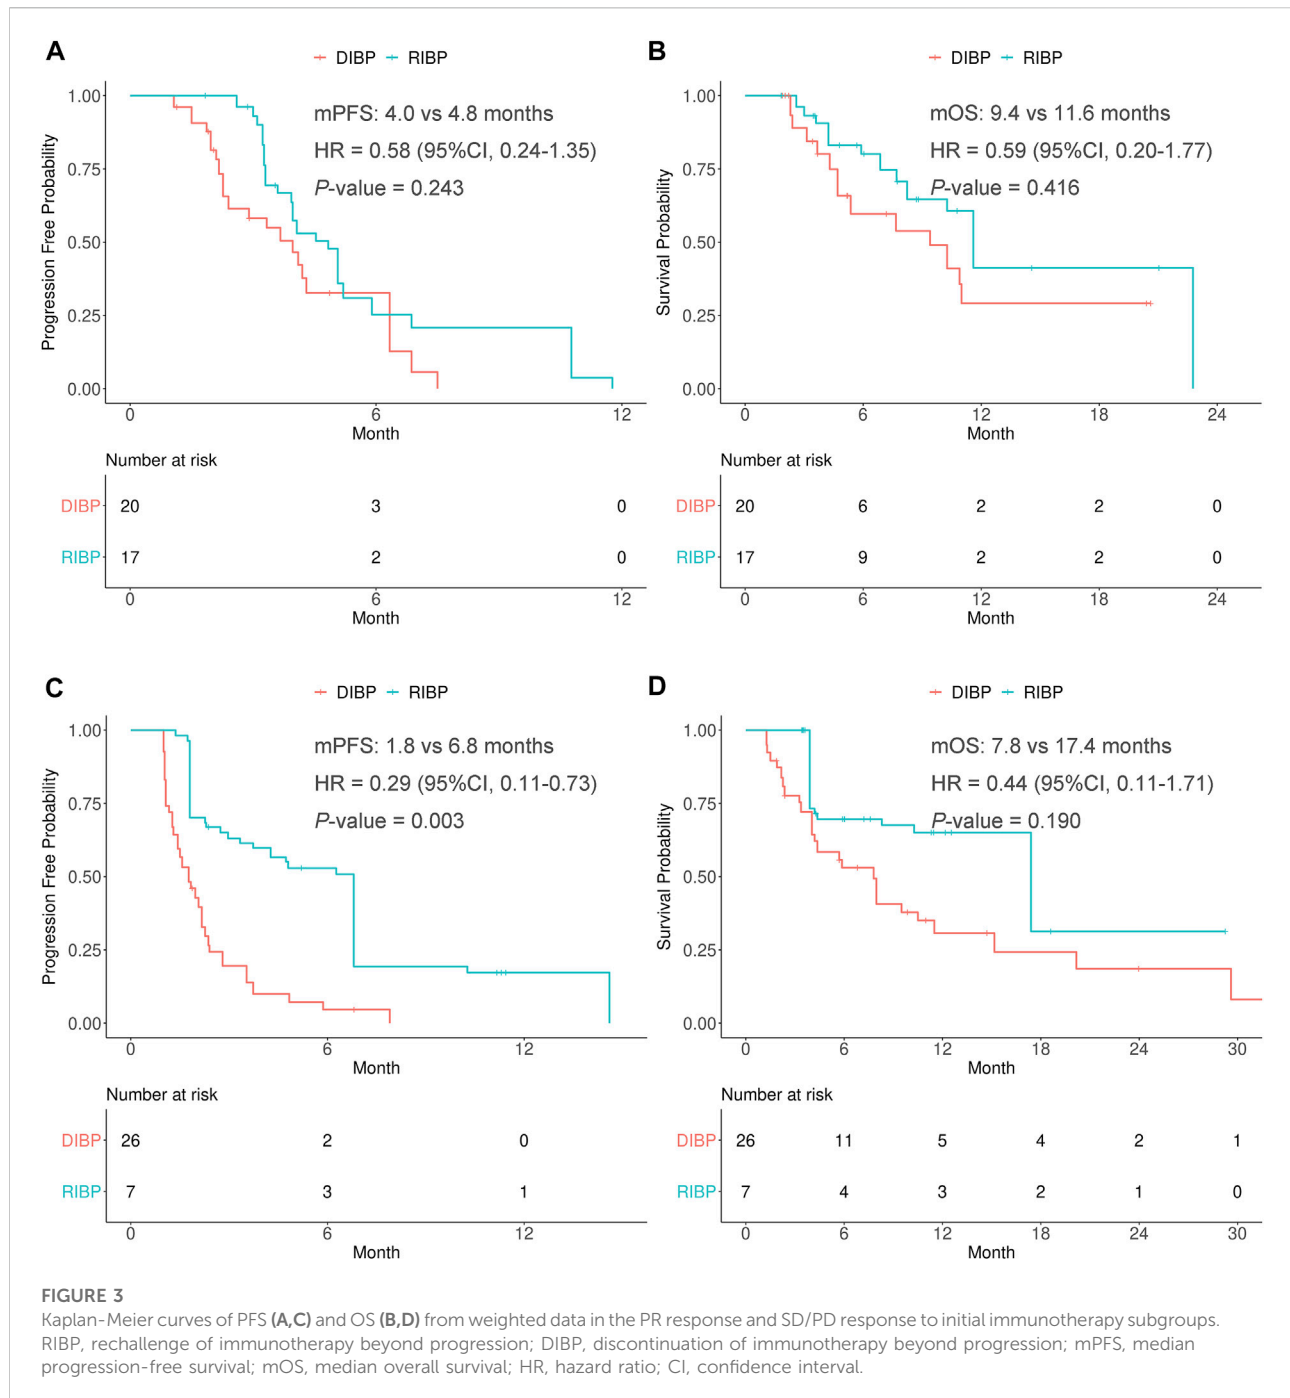 A
DIBP RIBP
mPFS: 4.0 vs 4.8 months
HR = 0.58 (95%CI, 0.24-1.35)
P-value = 0.243
Progression Free Probability
1.00
0.75
0.50
0.25
0.00
0 6 12
Month
Number at risk
DIBP 20 3 0
RIBP 17 2 0
0 6 12
Month
B
DIBP RIBP
mOS: 9.4 vs 11.6 months
HR = 0.59 (95%CI, 0.20-1.77)
P-value = 0.416
Survival Probability
1.00
0.75
0.50
0.25
0.00
0 6 12 18 24
Month
Number at risk
DIBP 20 6 2 2 0
RIBP 17 9 2 2 0
0 6 12 18 24
Month
C
DIBP RIBP
mPFS: 1.8 vs 6.8 months
HR = 0.29 (95%CI, 0.11-0.73)
P-value = 0.003
Progression Free Probability
1.00
0.75
0.50
0.25
0.00
0 6 12
Month
Number at risk
DIBP 26 2 0
RIBP 7 3 1
0 6 12
Month
D
DIBP RIBP
mOS: 7.8 vs 17.4 months
HR = 0.44 (95%CI, 0.11-1.71)
P-value = 0.190
Survival Probability
1.00
0.75
0.50
0.25
0.00
0 6 12 18 24 30
Month
Number at risk
DIBP 26 11 5 4 2 1
RIBP 7 4 3 2 1 0
0 6 12 18 24 30
Month
FIGURE 3
Kaplan-Meier curves of PFS (A,C) and OS (B,D) from weighted data in the PR response and SD/PD response to initial immunotherapy subgroups.
RIBP, rechallenge of immunotherapy beyond progression; DIBP, discontinuation of immunotherapy beyond progression; mPFS, median
progression-free survival; mOS, median overall survival; HR, hazard ratio; CI, confidence interval.